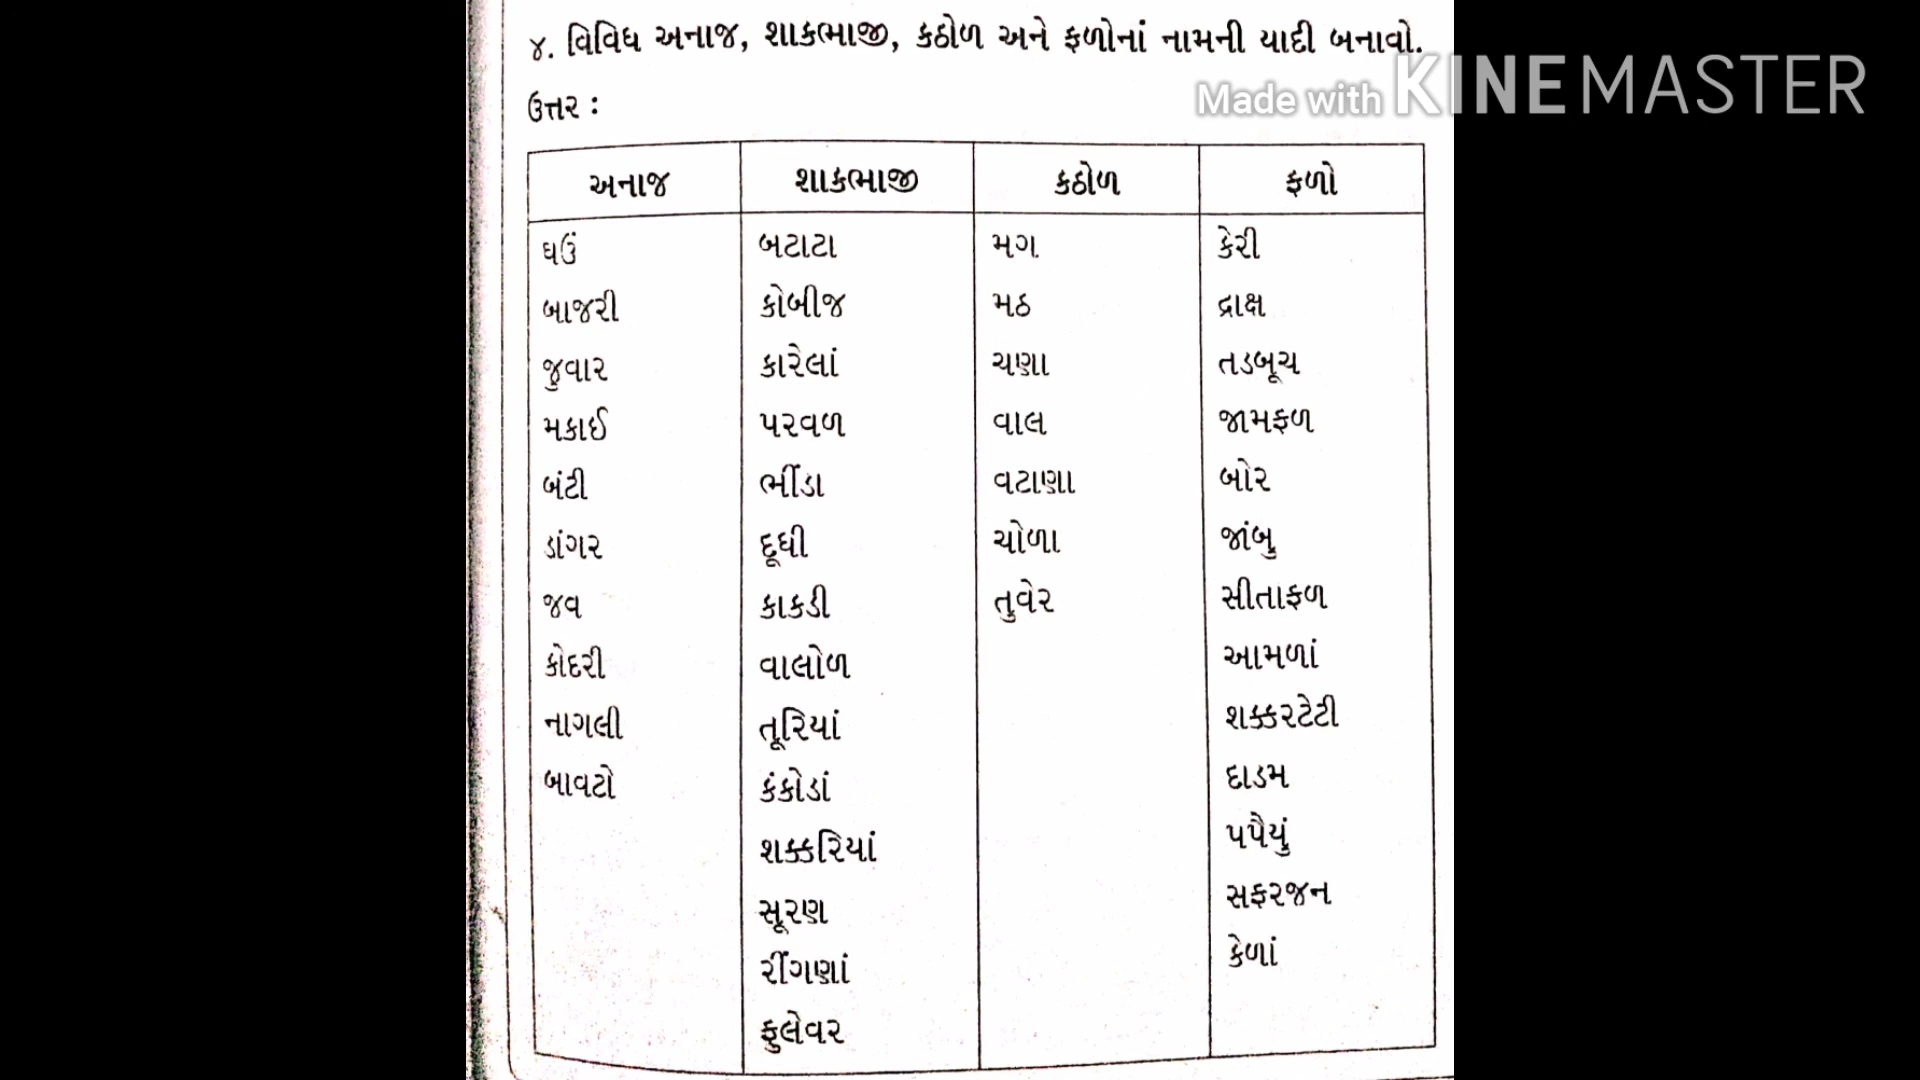 ૪. વિવિધ અનાજ, શાકભાજી, કઠોળ અને ફળોનાં નામની યાદી બનાવો.
Made with KINEMASTER
ઉત્તર :
અનાજ શાકભાજી કઠોળ ફળો
ઘઉં બટાટા મગ કેરી
બાજરી કોબીજ મઠ દ્રાક્ષ
જુવાર કારેલાં ચણા તડબૂચ
મકાઈ પરવળ વાલ જામફળ
બંટી ભીંડા વટાણા બોર
ડાંગર દૂધી ચોળા જાંબુ
જવ કાકડી તુવેર સીતાફળ
કોદરી વાલોળ આમળાં
નાગલી તૂરિયાં શક્કરટેટી
બાવટો કંકોડાં દાડમ
શક્કરિયાં પપૈયું
સૂરણ સફરજન
રીંગણાં કેળાં
ફુલેવર